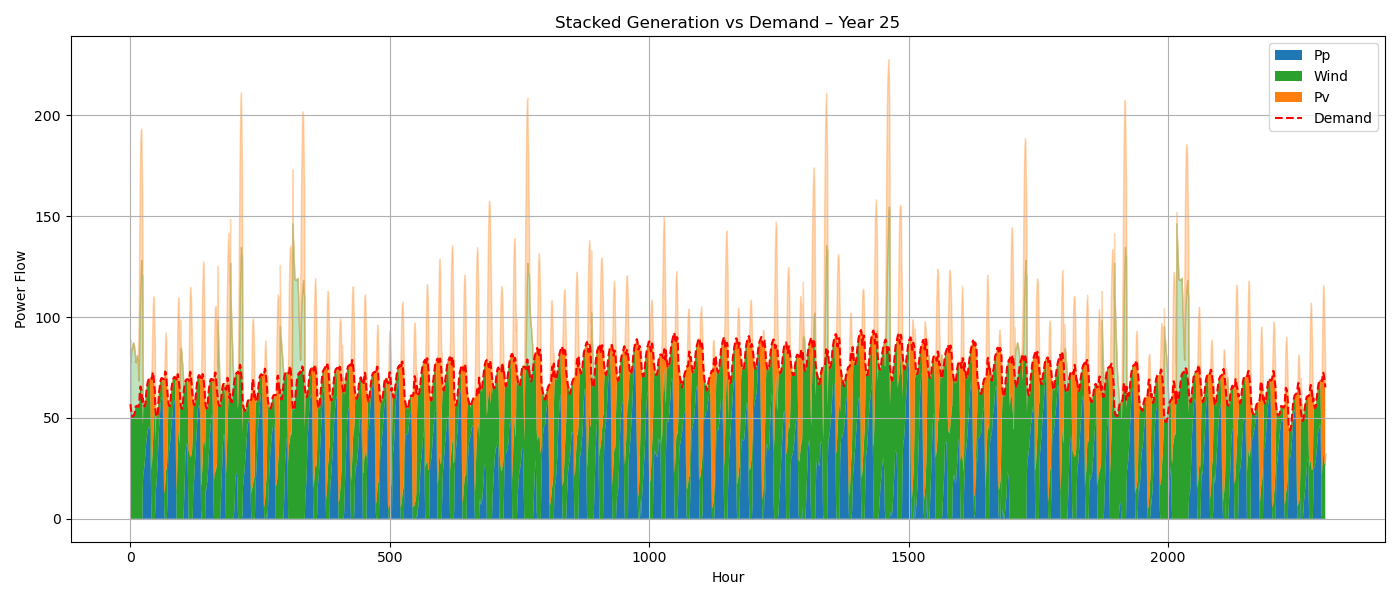 Stacked Generation vs Demand – Year 25
Pp
Wind
Pv
Demand
Power Flow
200
150
100
50
0
0 500 1000 1500 2000
Hour